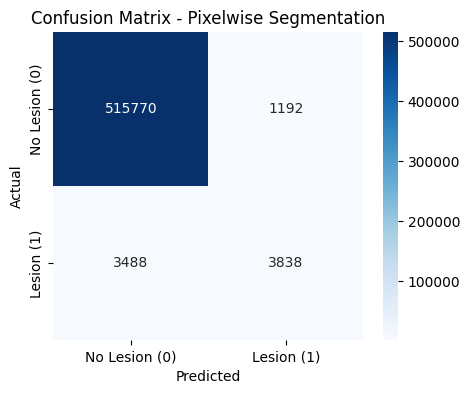 Confusion Matrix - Pixelwise Segmentation
Actual
No Lesion (0)
Lesion (1)
515770 1192
3488 3838
No Lesion (0) Lesion (1)
Predicted
500000
400000
300000
200000
100000